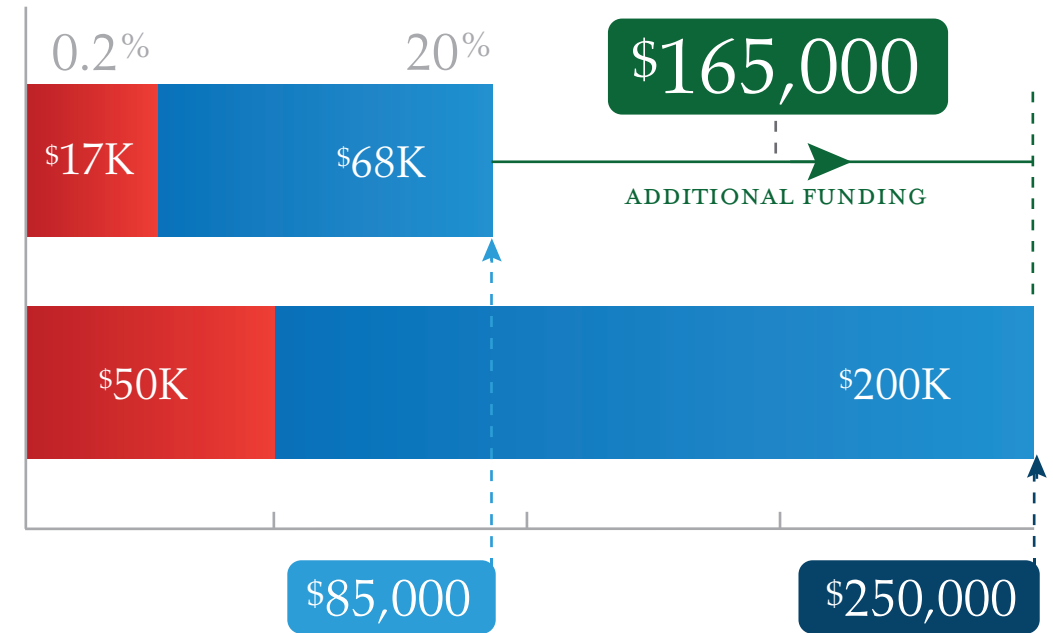 0.2%
20%
$165,000
$17K
$68K
ADDITIONAL FUNDING
$50K
$200K
$85,000
$250,000